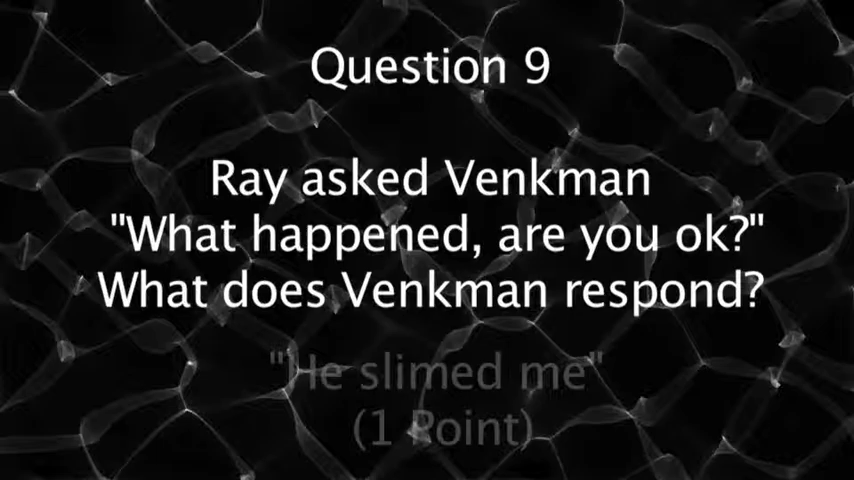 Question 9
Ray asked Venkman
"What happened, are you ok?"
What does Venkman respond?
"He slimed me"
(1 Point)